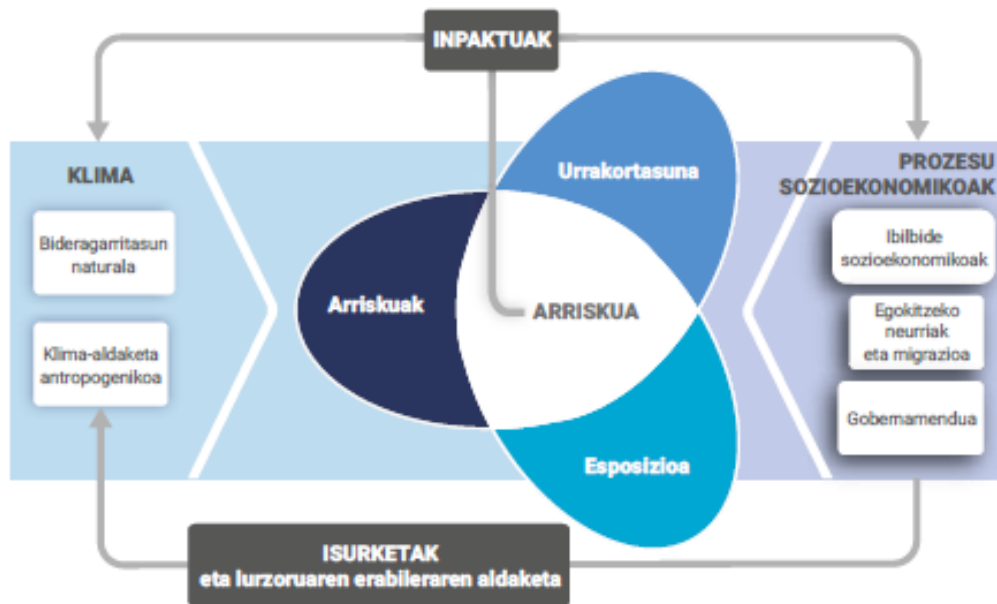 INPAKTUAK
KLIMA
Bideragarritasun
naturala
Klima-aldaketa
antropogenikoa
Arriskuak
Urrakortasuna
ARRISKUA
Esposizioa
PROZESU
SOZIOEKONOMIKOAK
Ibilbide
sozioekonomikoak
Egokitzeko
neurriak
eta migrazioa
Gobernamendua
ISURKETAK
eta lurzoruaren erabileraren aldaketa